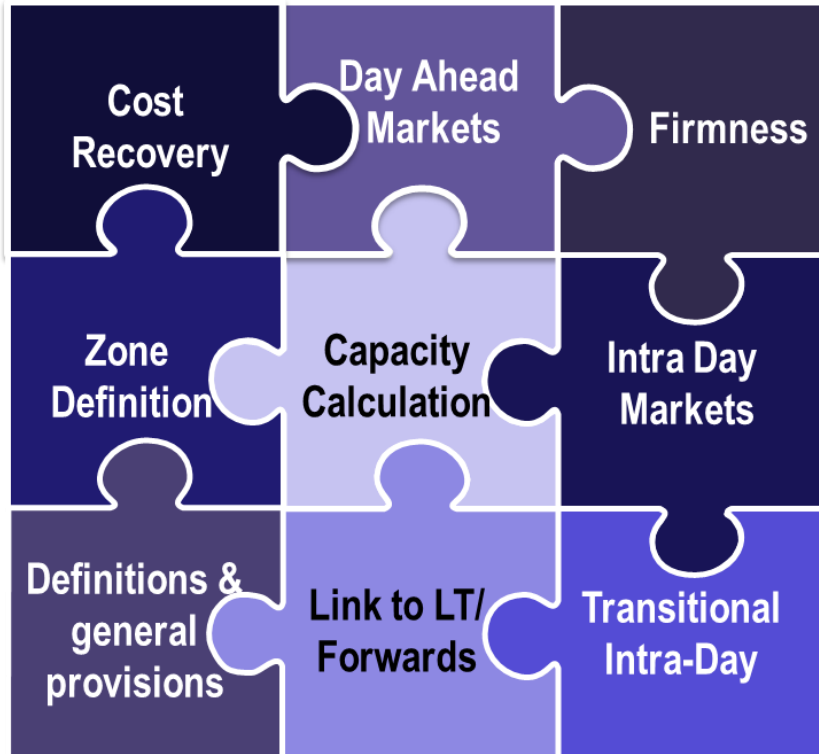 Cost
Recovery
Day Ahead
Markets
Firmness
Zone
Definition
Capacity
Calculation
Intra Day
Markets
Definitions &
general
provisions
Link to LT/
Forwards
Transitional
Intra-Day